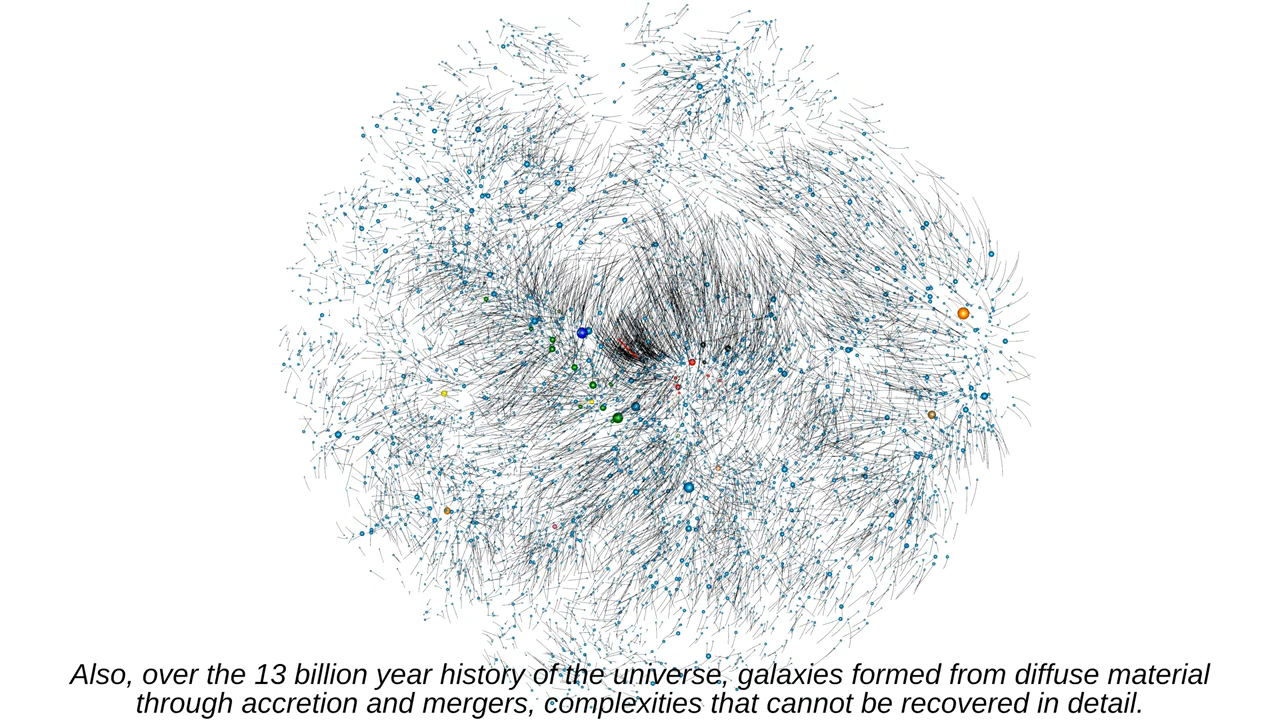 Also, over the 13 billion year history of the universe, galaxies formed from diffuse material
through accretion and mergers, complexities that cannot be recovered in detail.